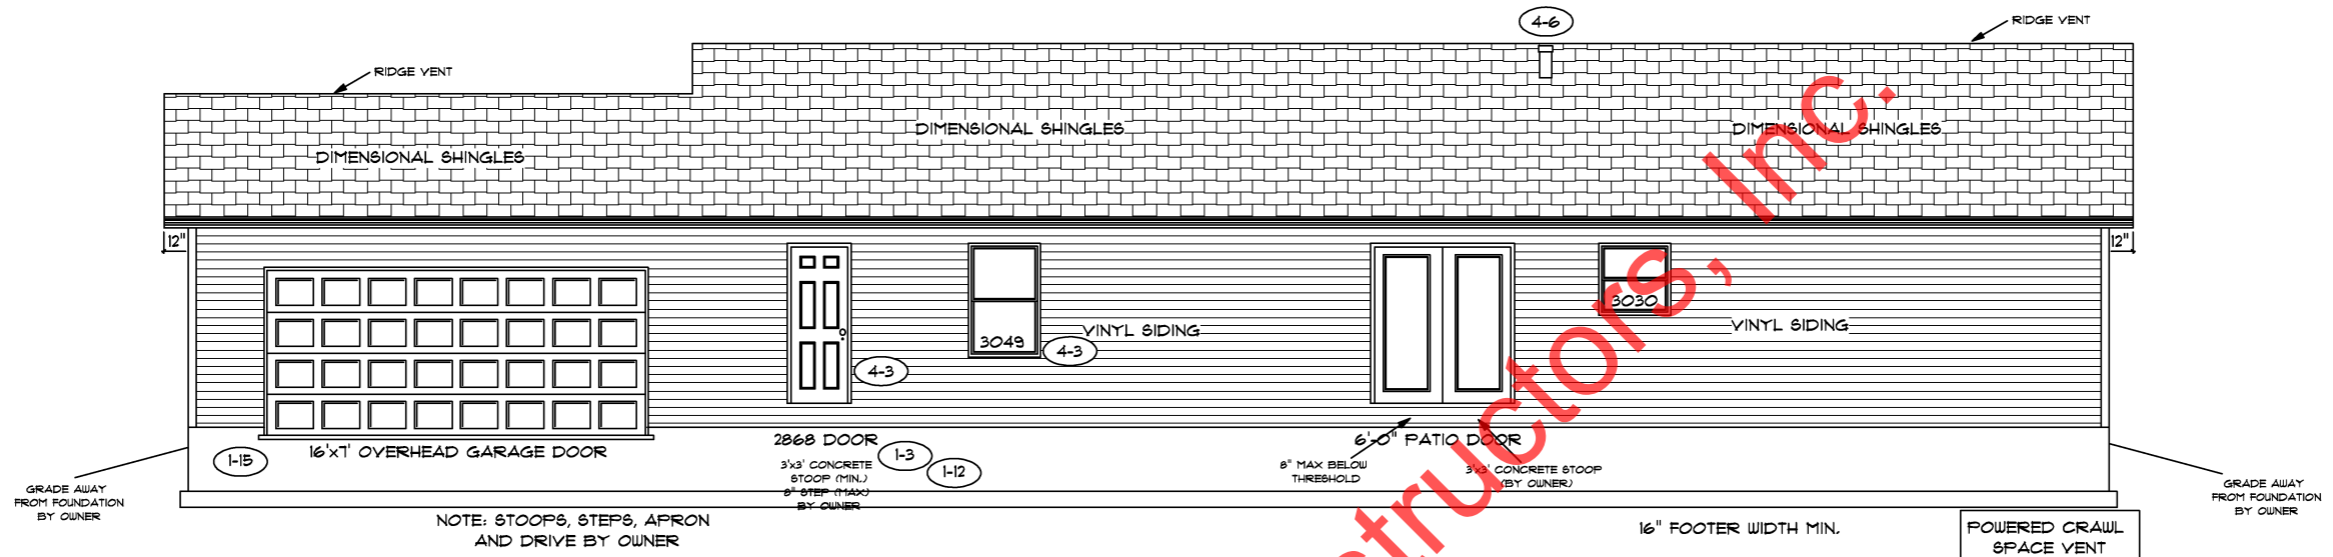 4-6
RIDGE VENT
RIDGE VENT
DIMENSIONAL SHINGLES
DIMENSIONAL SHINGLES
DIMENSIONAL SHINGLES
12"
12"
3049
4-3
VINYL SIDING
3030
VINYL SIDING
4-3
16'x7' OVERHEAD GARAGE DOOR
2868 DOOR
6'-0" PATIO DOOR
1-15
1-3
1-12
3'x3' CONCRETE
STOOP (MIN.)
8" STEP (MAX)
BY OWNER
8" MAX BELOW
THRESHOLD
3'x3' CONCRETE STOOP
(BY OWNER)
GRADE AWAY
FROM FOUNDATION
BY OWNER
GRADE AWAY
FROM FOUNDATION
BY OWNER
NOTE: STOOPS, STEPS, APRON
AND DRIVE BY OWNER
16" FOOTER WIDTH MIN.
POWERED CRAWL
SPACE VENT
structors, Inc.